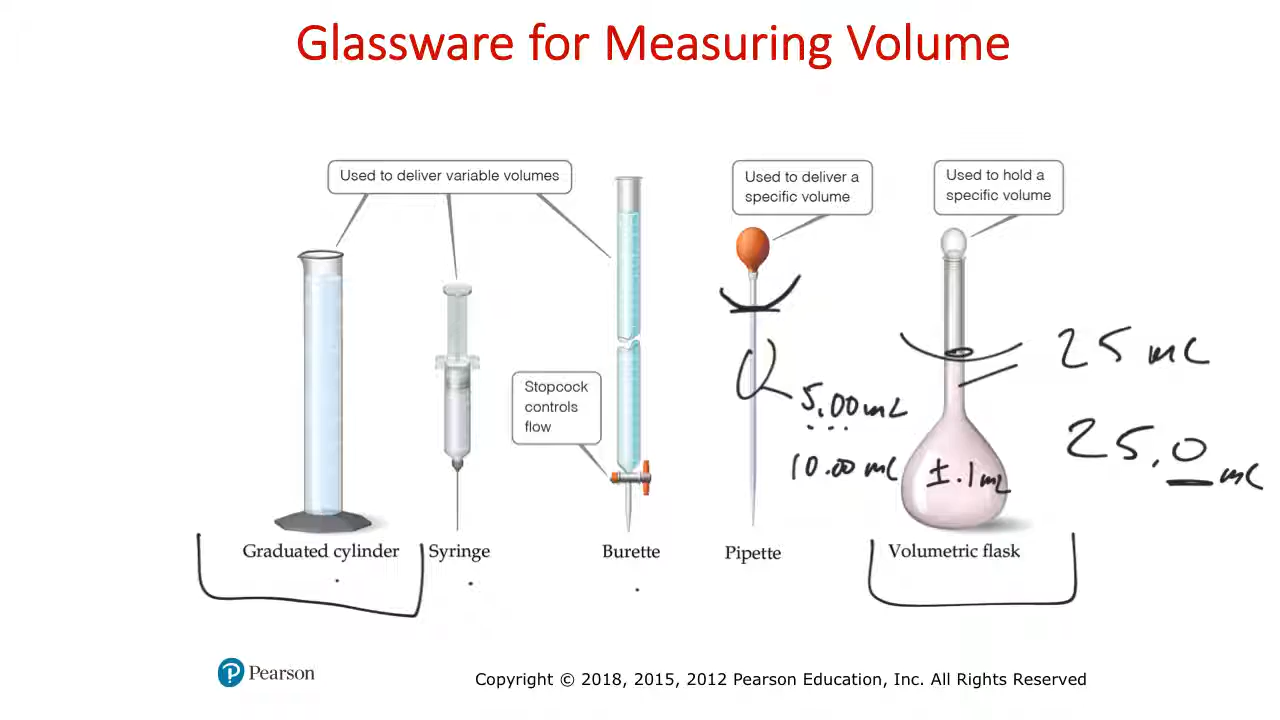 Glassware for Measuring Volume
Used to deliver variable volumes
Used to deliver a
specific volume
Used to hold a
specific volume
Stopcock
controls
flow
25 mL
5.00 mL
25.0 mL
10.00 mL
±.1 mL
Graduated cylinder
Syringe
Burette
Pipette
Volumetric flask
P Pearson
Copyright © 2018, 2015, 2012 Pearson Education, Inc. All Rights Reserved